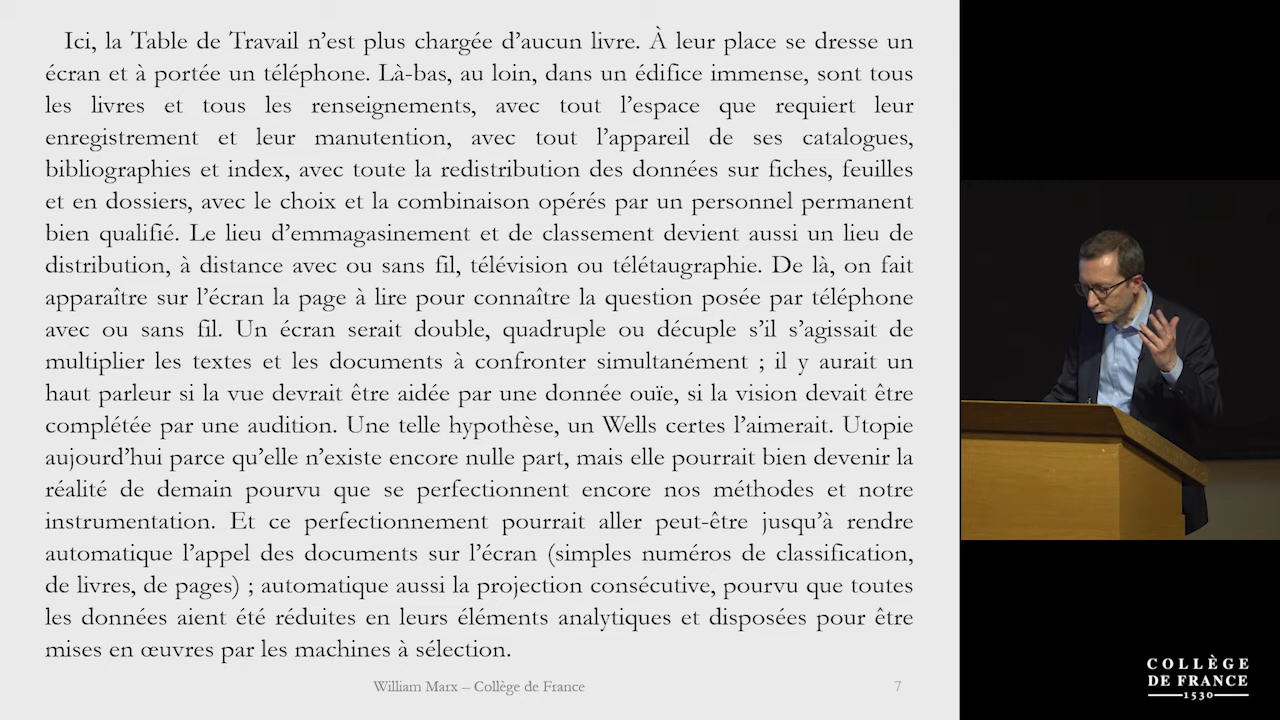 Ici, la Table de Travail n’est plus chargée d’aucun livre. À leur place se dresse un
écran et à portée un téléphone. Là-bas, au loin, dans un édifice immense, sont tous
les livres et tous les renseignements, avec tout l’espace que requiert leur
enregistrement et leur manutention, avec tout l’appareil de ses catalogues,
bibliographies et index, avec toute la redistribution des données sur fiches, feuilles
et en dossiers, avec le choix et la combinaison opérés par un personnel permanent
bien qualifié. Le lieu d’emmagasinement et de classement devient aussi un lieu de
distribution, à distance avec ou sans fil, télévision ou télétaugraphie. De là, on fait
apparaître sur l’écran la page à lire pour connaître la question posée par téléphone
avec ou sans fil. Un écran serait double, quadruple ou décuple s’il s’agissait de
multiplier les textes et les documents à confronter simultanément ; il y aurait un
haut parleur si la vue devrait être aidée par une donnée ouïe, si la vision devait être
complétée par une audition. Une telle hypothèse, un Wells certes l’aimerait. Utopie
aujourd’hui parce qu’elle n’existe encore nulle part, mais elle pourrait bien devenir la
réalité de demain pourvu que se perfectionnent encore nos méthodes et notre
instrumentation. Et ce perfectionnement pourrait aller peut-être jusqu’à rendre
automatique l’appel des documents sur l’écran (simples numéros de classification,
de livres, de pages) ; automatique aussi la projection consécutive, pourvu que toutes
les données aient été réduites en leurs éléments analytiques et disposées pour être
mises en œuvres par les machines à sélection.
William Marx – Collège de France
7
COLLÈGE
DE FRANCE
1530